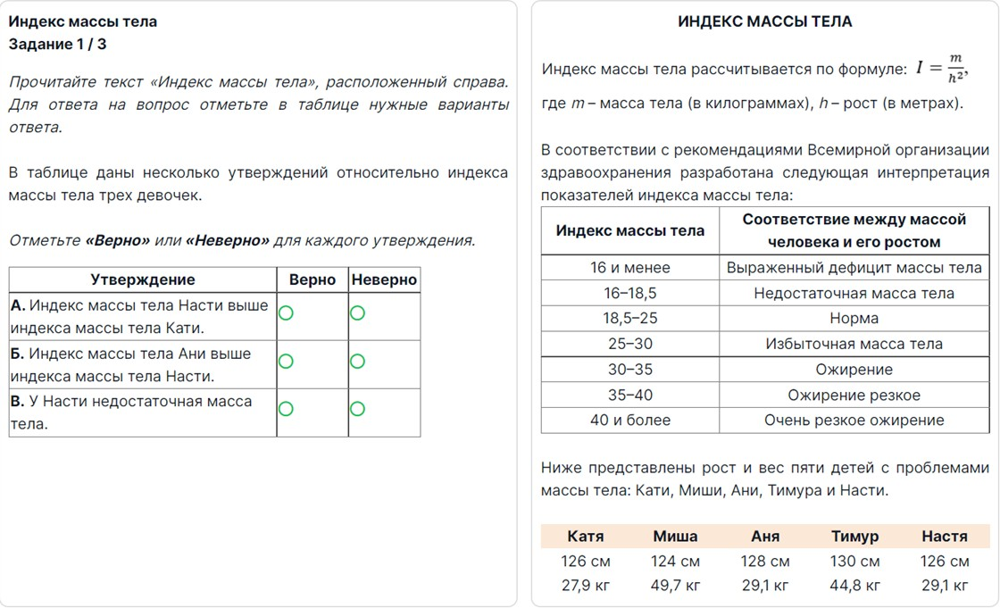 Индекс массы тела
Задание 1 / 3
Прочитайте текст «Индекс массы тела», расположенный справа.
Для ответа на вопрос отметьте в таблице нужные варианты
ответа.
В таблице даны несколько утверждений относительно индекса
массы тела трех девочек.
Отметьте «Верно» или «Неверно» для каждого утверждения.
Утверждение Верно Неверно
А. Индекс массы тела Насти выше
индекса массы тела Кати.
Б. Индекс массы тела Ани выше
индекса массы тела Насти.
В. У Насти недостаточная масса
тела.
ИНДЕКС МАССЫ ТЕЛА
Индекс массы тела рассчитывается по формуле: I = m/h²,
где m – масса тела (в килограммах), h – рост (в метрах).
В соответствии с рекомендациями Всемирной организации
здравоохранения разработана следующая интерпретация
показателей индекса массы тела:
Индекс массы тела Соответствие между массой
человека и его ростом
16 и менее Выраженный дефицит массы тела
16–18,5 Недостаточная масса тела
18,5–25 Норма
25–30 Избыточная масса тела
30–35 Ожирение
35–40 Ожирение резкое
40 и более Очень резкое ожирение
Ниже представлены рост и вес пяти детей с проблемами
массы тела: Кати, Миши, Ани, Тимура и Насти.
Катя Миша Аня Тимур Настя
126 см 124 см 128 см 130 см 126 см
27,9 кг 49,7 кг 29,1 кг 44,8 кг 29,1 кг